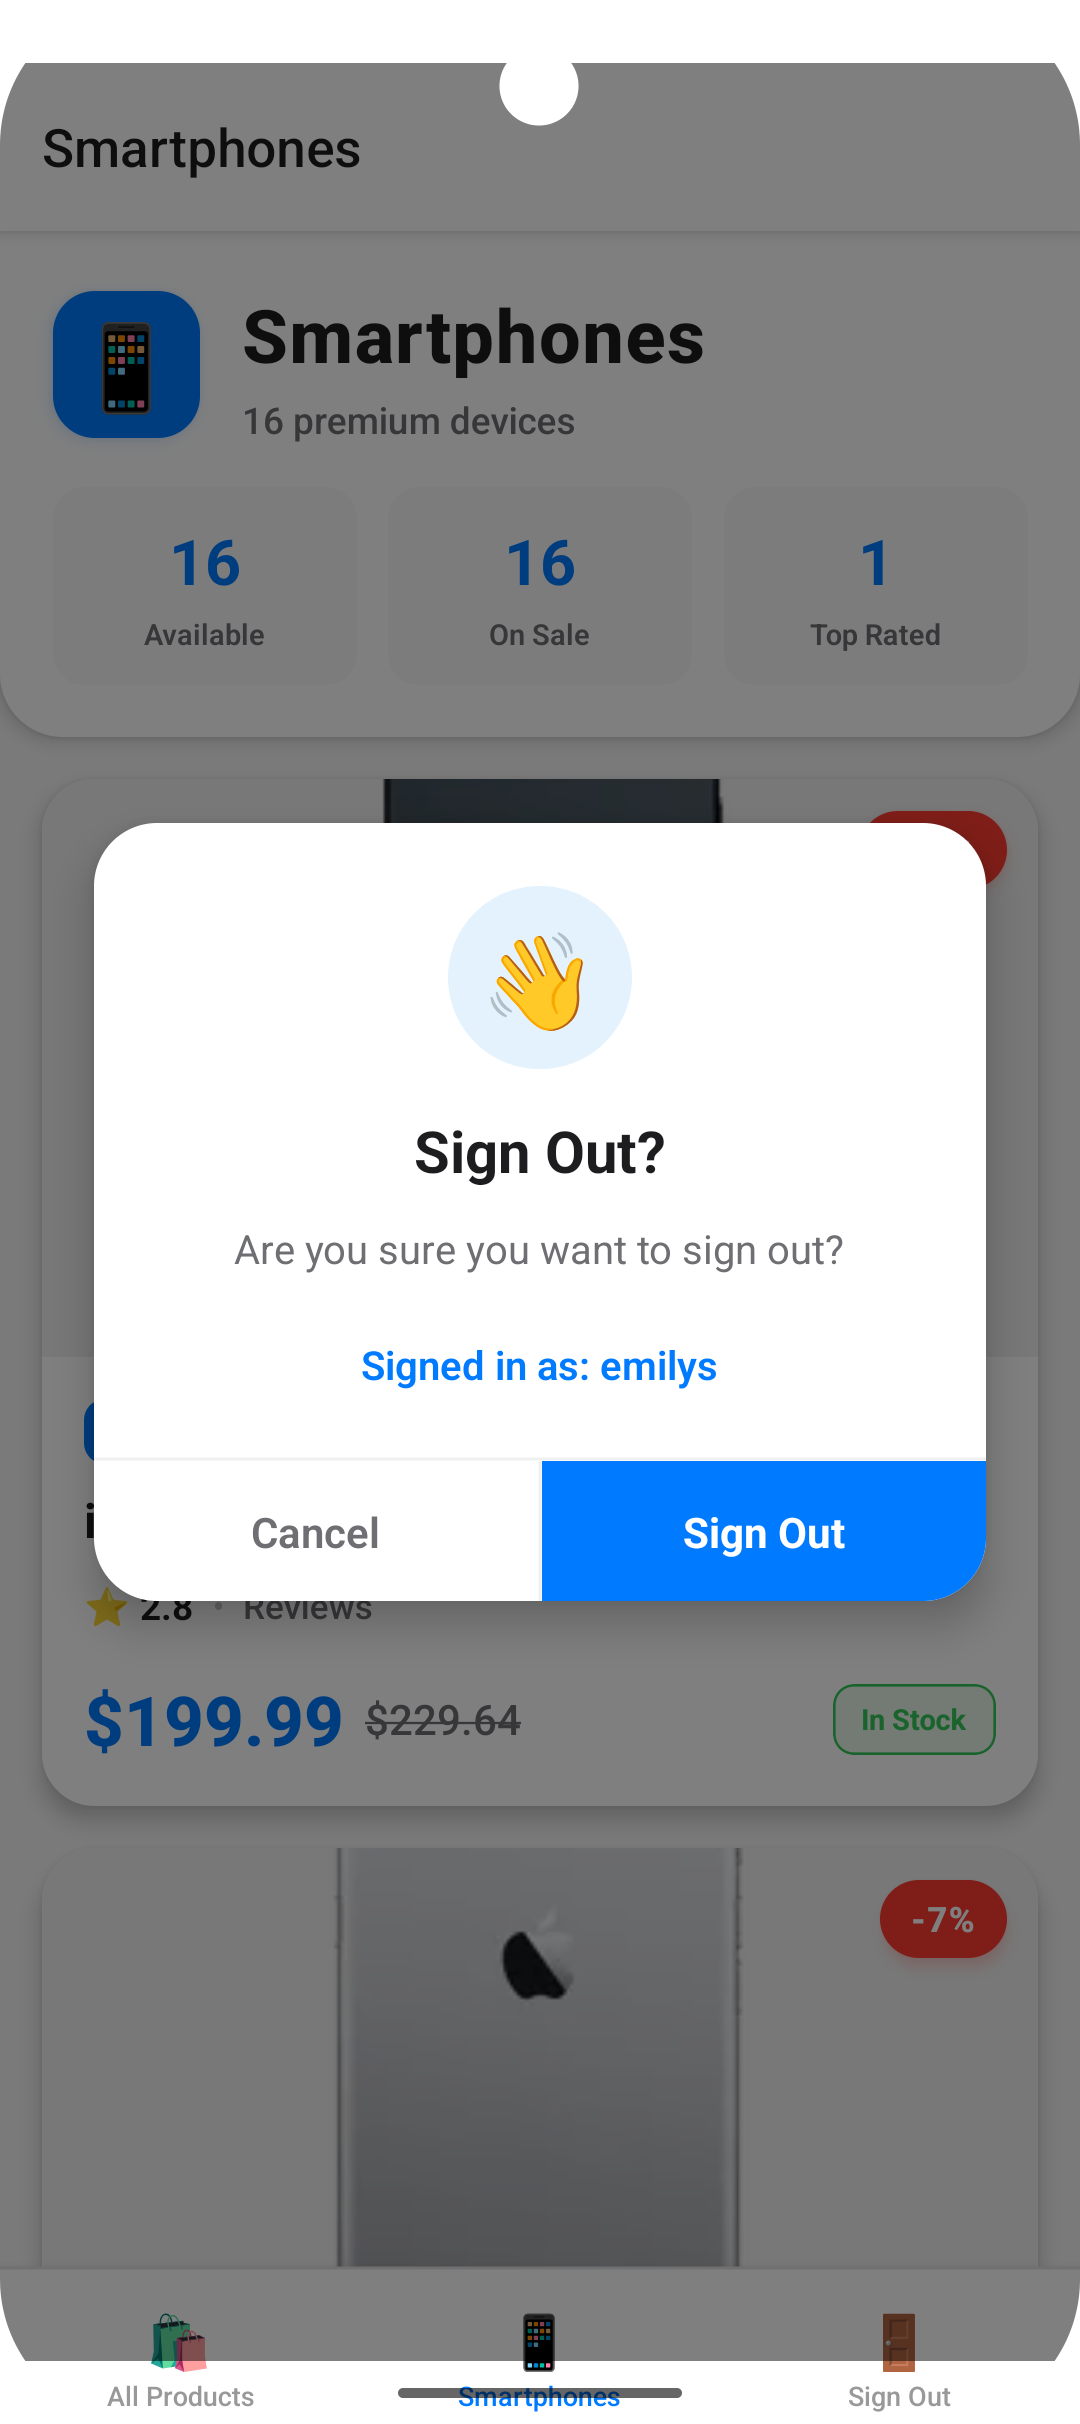 Smartphones
Smartphones
16 premium devices
16
Available
16
On Sale
1
Top Rated
Sign Out?
Are you sure you want to sign out?
Signed in as: emilys
Cancel
Sign Out
2.8 • Reviews
$199.99 $229.64
In Stock
-7%
All Products
Smartphones
Sign Out